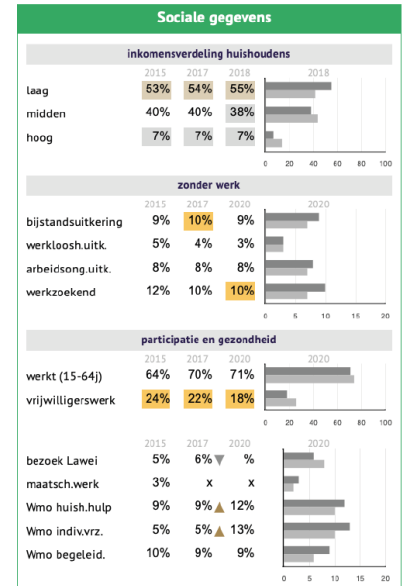 Sociale gegevens
inkomensverdeling huishoudens
2015 2017 2018 2018
laag 53% 54% 55%
midden 40% 40% 38%
hoog 7% 7% 7%
0 20 40 60 80 100
zonder werk
2015 2017 2020 2020
bijstandsuitkering 9% 10% 9%
werkloosh.uitk. 5% 4% 3%
arbeidsong.uitk. 8% 8% 8%
werkzoekend 12% 10% 10%
0 5 10 15 20
participatie en gezondheid
2015 2017 2020 2020
werkt (15-64j) 64% 70% 71%
vrijwilligerswerk 24% 22% 18%
0 20 40 60 80 100
2015 2017 2020 2020
bezoek Lawei 5% 6% ▼ %
maatsch.werk 3% x x
Wmo huish.hulp 9% 9% ▲ 12%
Wmo indiv.vrz. 5% 5% ▲ 13%
Wmo begeleid. 10% 9% 9%
0 5 10 15 20